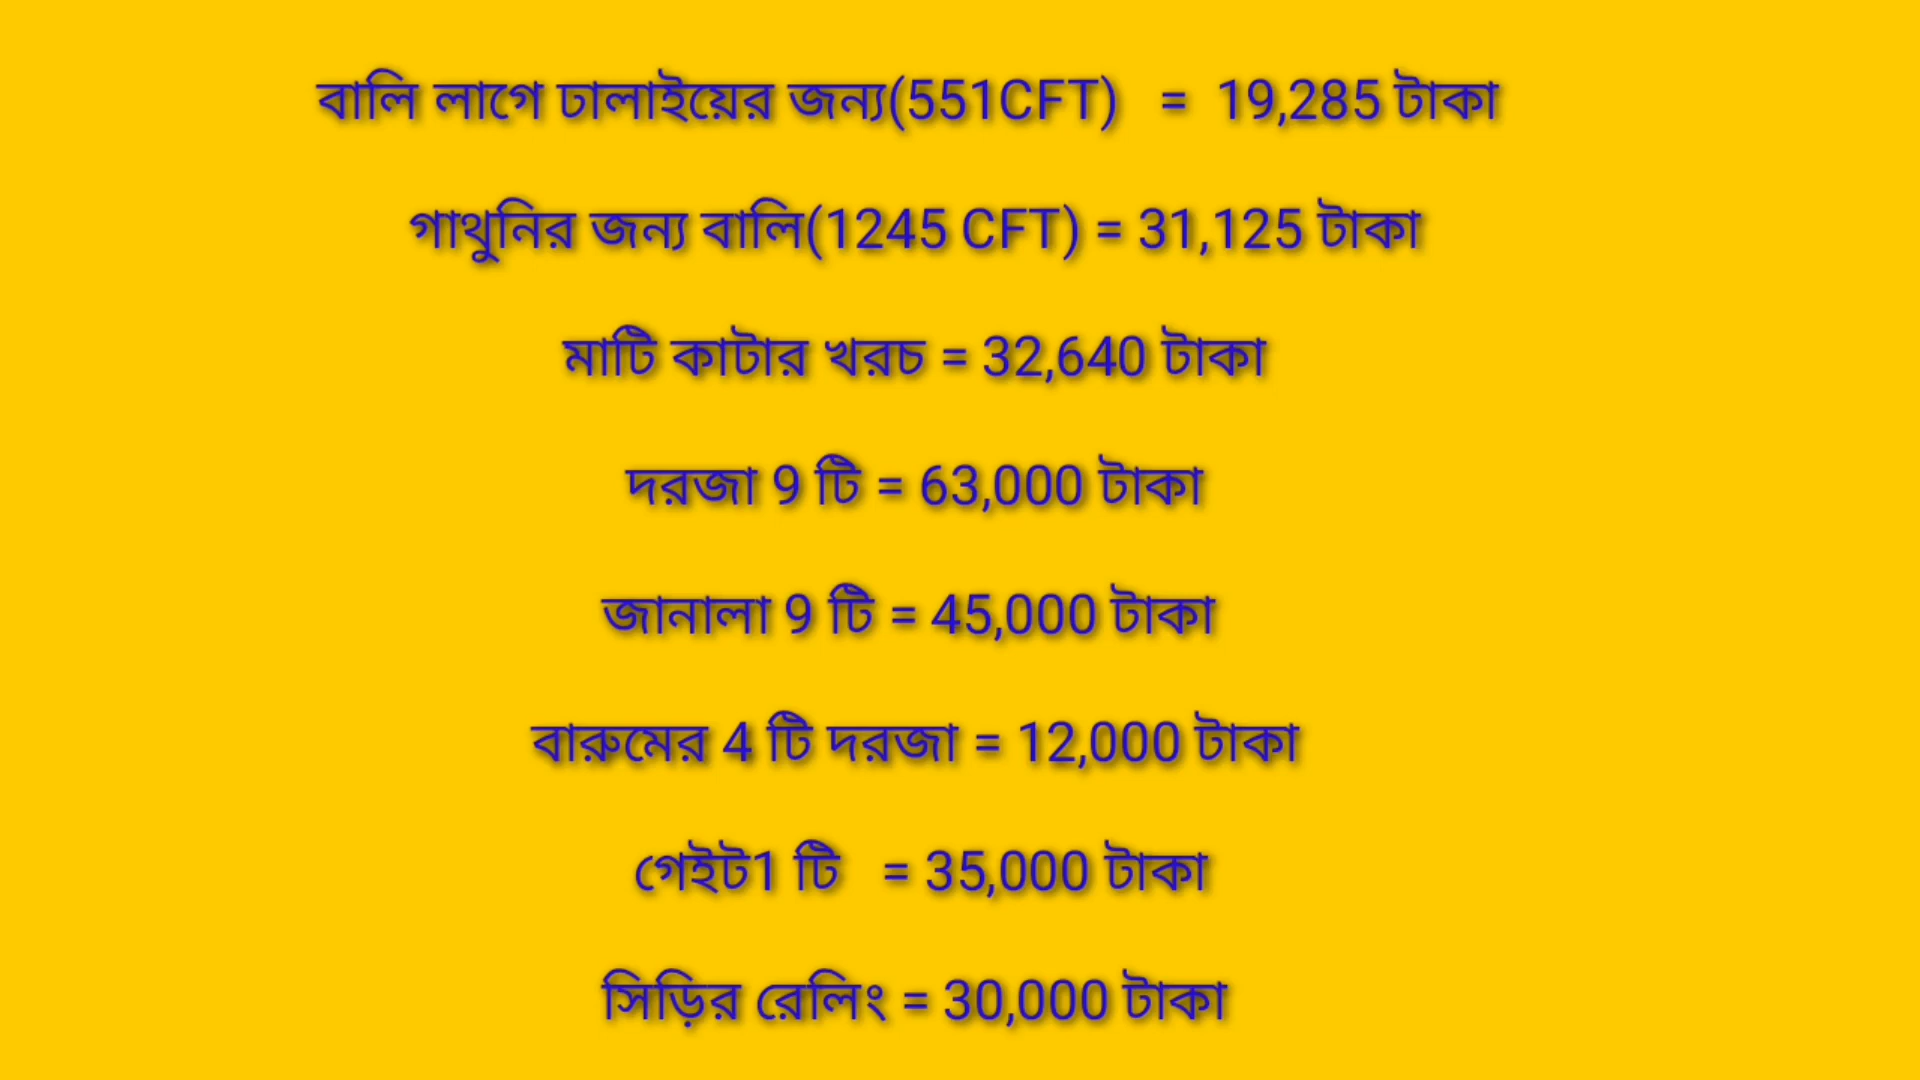 বালি লাগে ঢালাইয়ের জন্য(551CFT) = 19,285 টাকা
গাথুনির জন্য বালি(1245 CFT) = 31,125 টাকা
মাটি কাটার খরচ = 32,640 টাকা
দরজা 9 টি = 63,000 টাকা
জানালা 9 টি = 45,000 টাকা
বারুমের 4 টি দরজা = 12,000 টাকা
গেইট1 টি = 35,000 টাকা
সিড়ির রেলিং = 30,000 টাকা